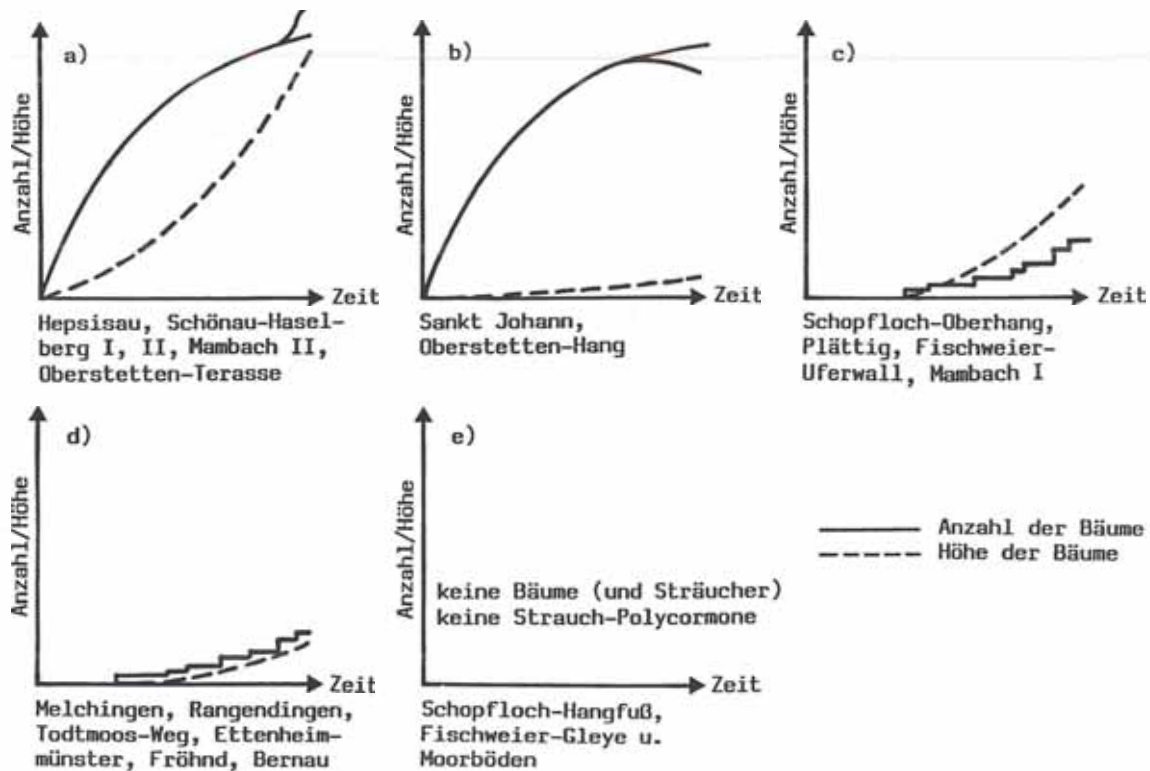 a)
Anzahl/Höhe
Zeit
Hepsisau, Schönau-Hasel-
berg I, II, Mambach II,
Oberstetten-Terasse
b)
Anzahl/Höhe
Zeit
Sankt Johann,
Oberstetten-Hang
c)
Anzahl/Höhe
Zeit
Schopfloch-Oberhang,
Plättig, Fischweier-
Uferwall, Mambach I
d)
Anzahl/Höhe
Zeit
Melchingen, Rangendingen,
Todtmoos-Weg, Ettenheim-
münster, Fröhnd, Bernau
e)
Anzahl/Höhe
keine Bäume (und Sträucher)
keine Strauch-Polycormone
Zeit
Schopfloch-Hangfuß,
Fischweier-Gleye u.
Moorböden
Anzahl der Bäume
Höhe der Bäume